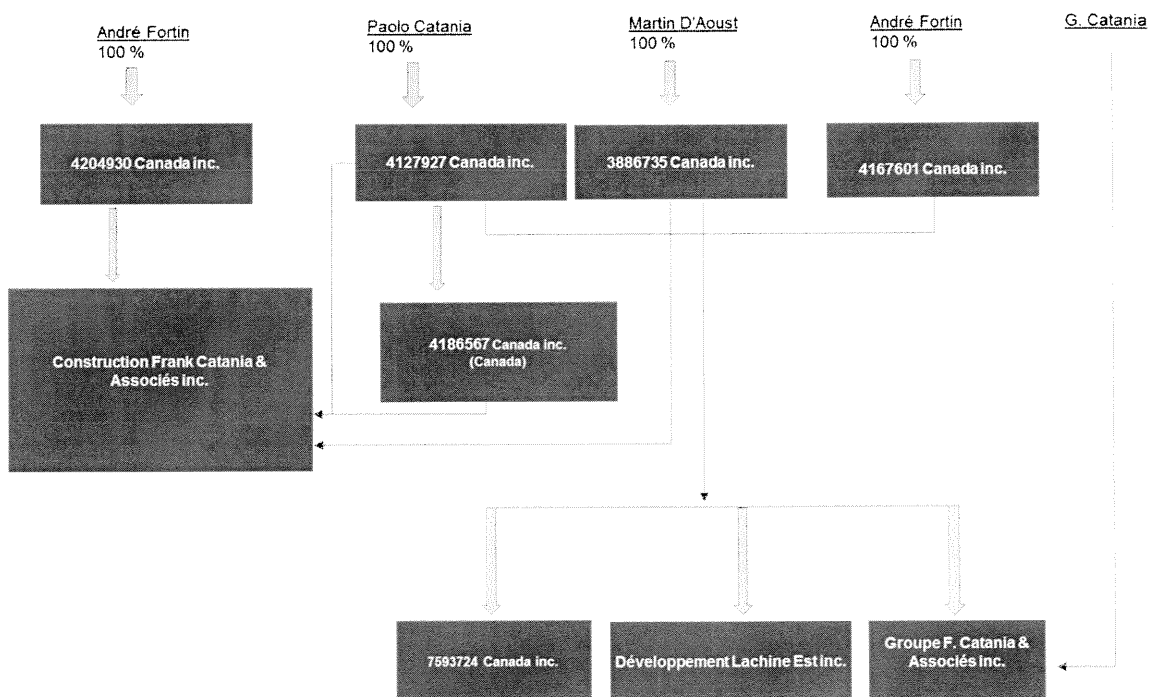 André Fortin
100 %
Paolo Catania
100 %
Martin D'Aoust
100 %
André Fortin
100 %
G. Catania
4204930 Canada inc.
4127927 Canada inc.
3886735 Canada inc.
4167601 Canada inc.
Construction Frank Catania &
Associés inc.
4186567 Canada inc.
(Canada)
7593724 Canada inc.
Développement Lachine Est inc.
Groupe F. Catania &
Associés inc.